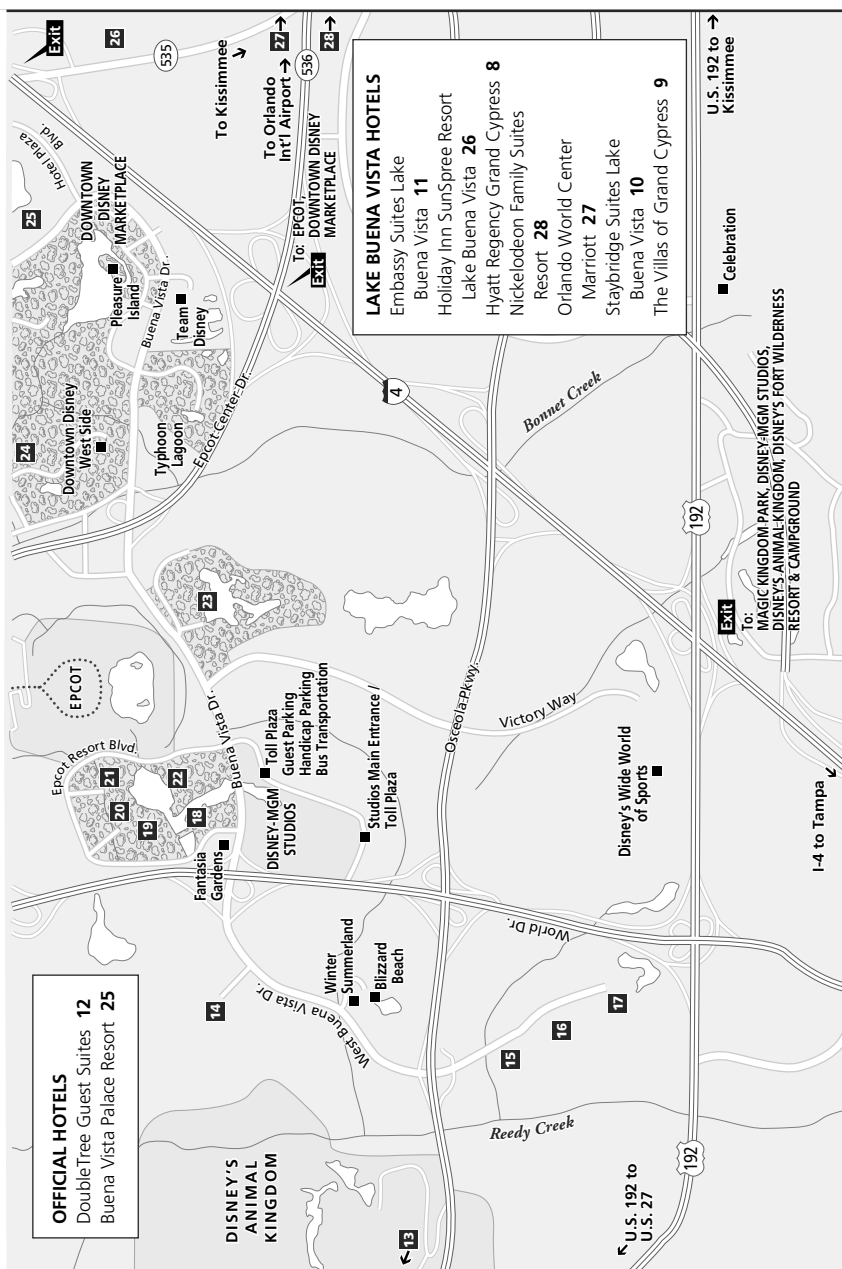 OFFICIAL HOTELS
DoubleTree Guest Suites 12
Buena Vista Palace Resort 25
LAKE BUENA VISTA HOTELS
Embassy Suites Lake
Buena Vista 11
Holiday Inn SunSpree Resort
Lake Buena Vista 26
Hyatt Regency Grand Cypress 8
Nickelodeon Family Suites
Resort 28
Orlando World Center
Marriott 27
Staybridge Suites Lake
Buena Vista 10
The Villas of Grand Cypress 9
EPCOT
Epcot Resort Blvd.
21
20
19
22
18
Fantasia
Gardens
Buena Vista Dr.
DISNEY-MGM
STUDIOS
Toll Plaza
Guest Parking
Handicap Parking
Bus Transportation
Studios Main Entrance /
Toll Plaza
23
24
Downtown Disney
West Side
Typhoon
Lagoon
Epcot Center Dr.
Buena Vista Dr.
Team
Disney
Pleasure
Island
DOWNTOWN
DISNEY
MARKETPLACE
25
Hotel Plaza
Blvd.
Exit
26
535
To Kissimmee
To Orlando
Int'l Airport
27
28
536
To: EPCOT,
DOWNTOWN DISNEY
MARKETPLACE
Exit
4
14
West Buena Vista Dr.
Winter
Summerland
Blizzard
Beach
DISNEY'S
ANIMAL
KINGDOM
13
15
16
17
Reedy Creek
World Dr.
Osceola Pkwy.
Victory Way
Disney's Wide World
of Sports
Bonnet Creek
192
192
Celebration
U.S. 192 to
Kissimmee
U.S. 192 to
U.S. 27
Exit
To:
MAGIC KINGDOM PARK, DISNEY-MGM STUDIOS,
DISNEY'S ANIMAL KINGDOM, DISNEY'S FORT WILDERNESS
RESORT & CAMPGROUND
I-4 to Tampa